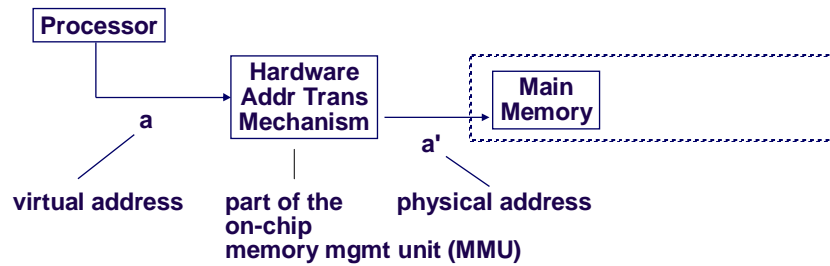 Processor
Hardware
Addr Trans
Mechanism
Main
Memory
a
a'
virtual address
part of the
on-chip
memory mgmt unit (MMU)
physical address